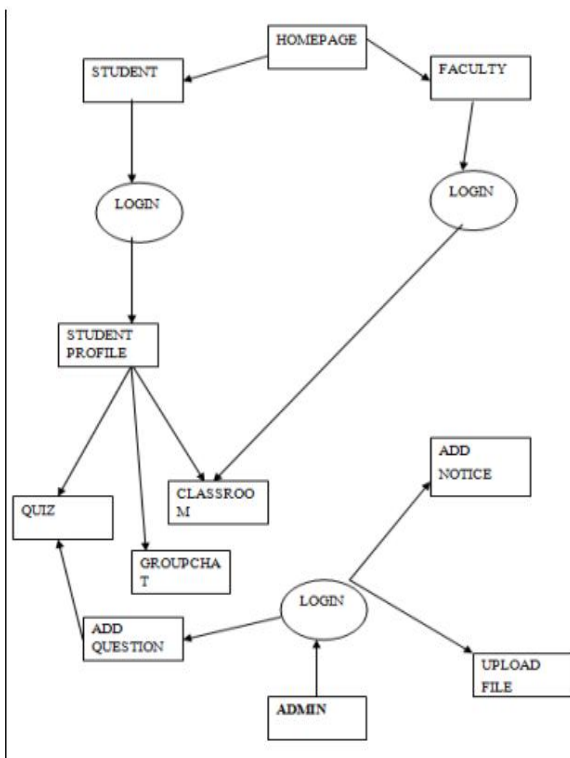 HOMEPAGE
STUDENT
FACULTY
LOGIN
LOGIN
STUDENT
PROFILE
ADD
NOTICE
CLASSROO
M
QUIZ
GROUPCHA
T
LOGIN
ADD
QUESTION
UPLOAD
FILE
ADMIN